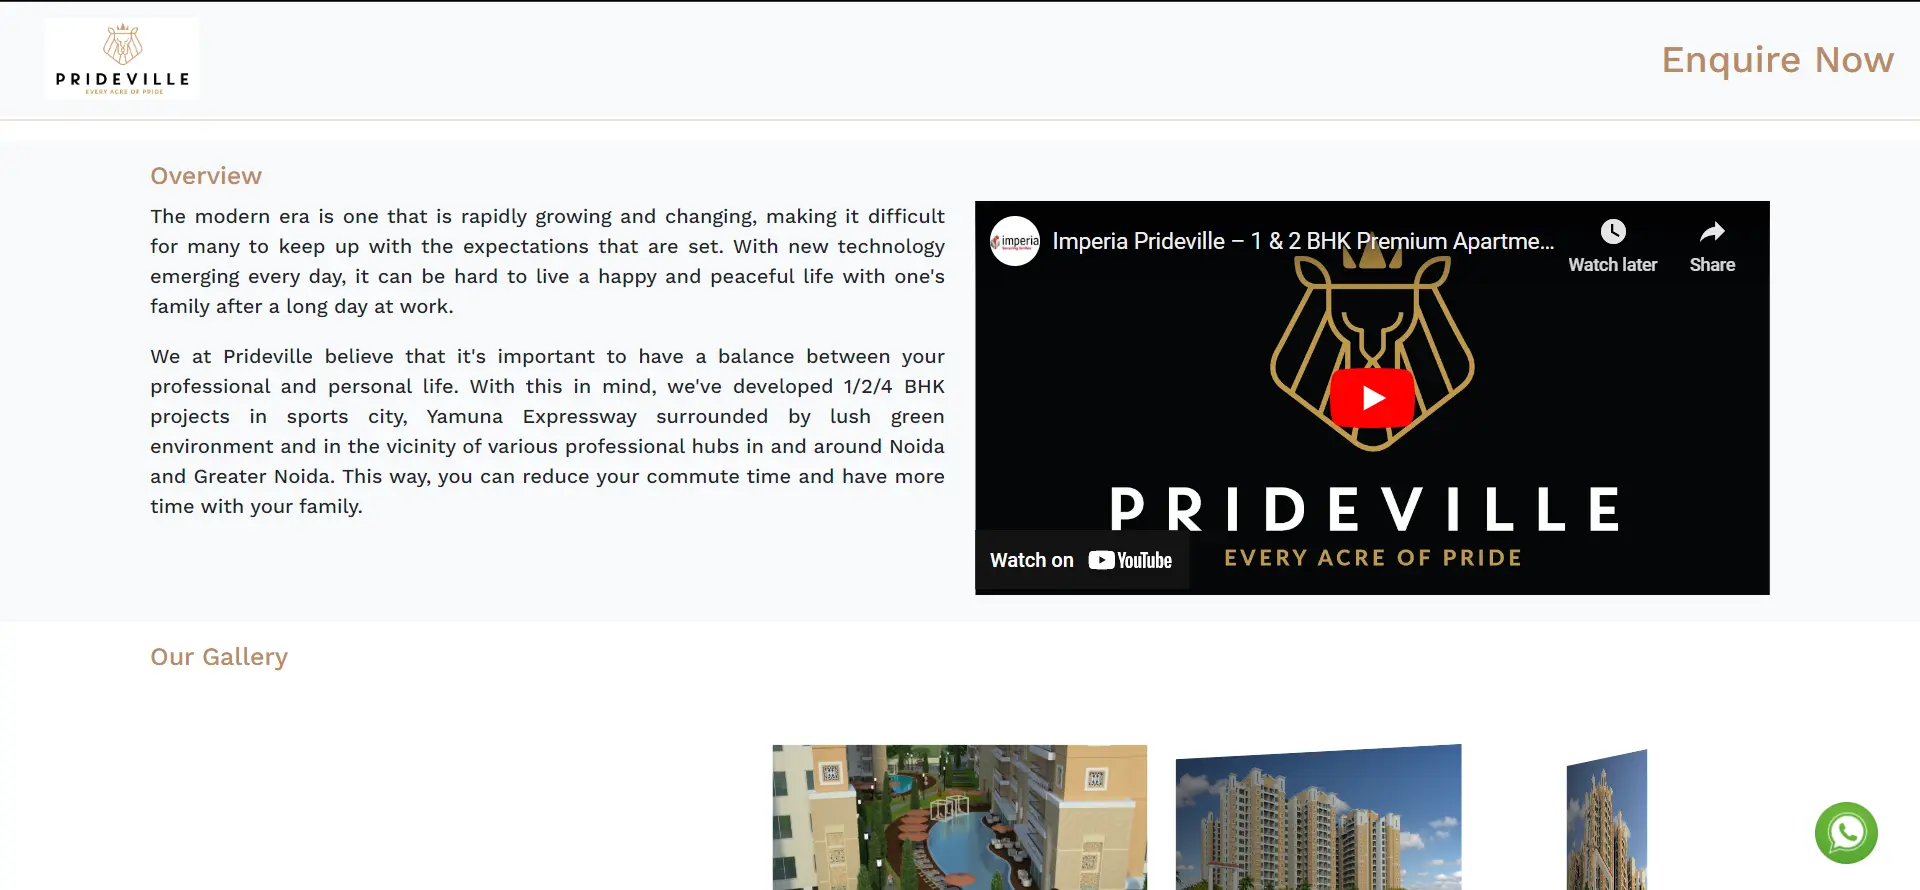 PRIDEVILLE
EVERY ACRE OF PRIDE
Enquire Now
Overview
The modern era is one that is rapidly growing and changing, making it difficult
for many to keep up with the expectations that are set. With new technology
emerging every day, it can be hard to live a happy and peaceful life with one's
family after a long day at work.
We at Prideville believe that it's important to have a balance between your
professional and personal life. With this in mind, we've developed 1/2/4 BHK
projects in sports city, Yamuna Expressway surrounded by lush green
environment and in the vicinity of various professional hubs in and around Noida
and Greater Noida. This way, you can reduce your commute time and have more
time with your family.
imperia
Imperia Prideville – 1 & 2 BHK Premium Apartme...
Watch later
Share
PRIDEVILLE
EVERY ACRE OF PRIDE
Watch on YouTube
Our Gallery